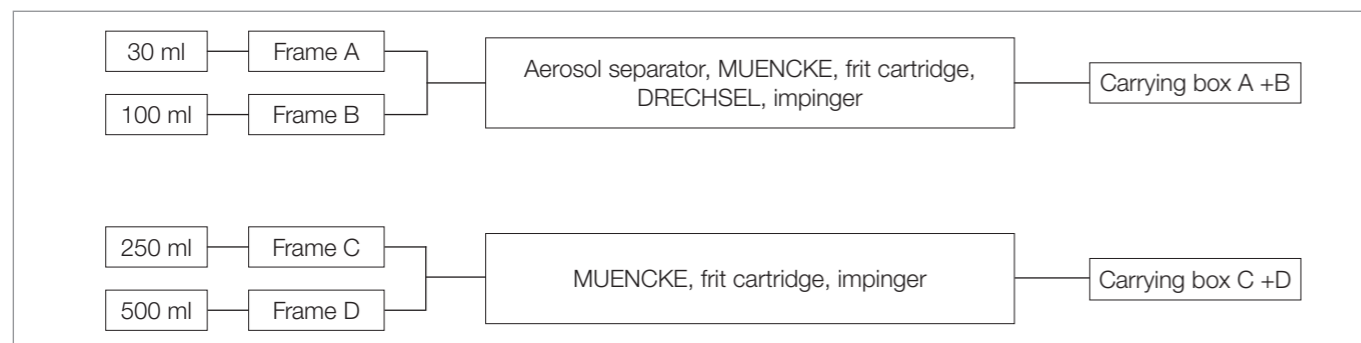 30 ml
Frame A
Aerosol separator, MUENCKE, frit cartridge,
DRECHSEL, impinger
Carrying box A +B
100 ml
Frame B
250 ml
Frame C
MUENCKE, frit cartridge, impinger
Carrying box C +D
500 ml
Frame D